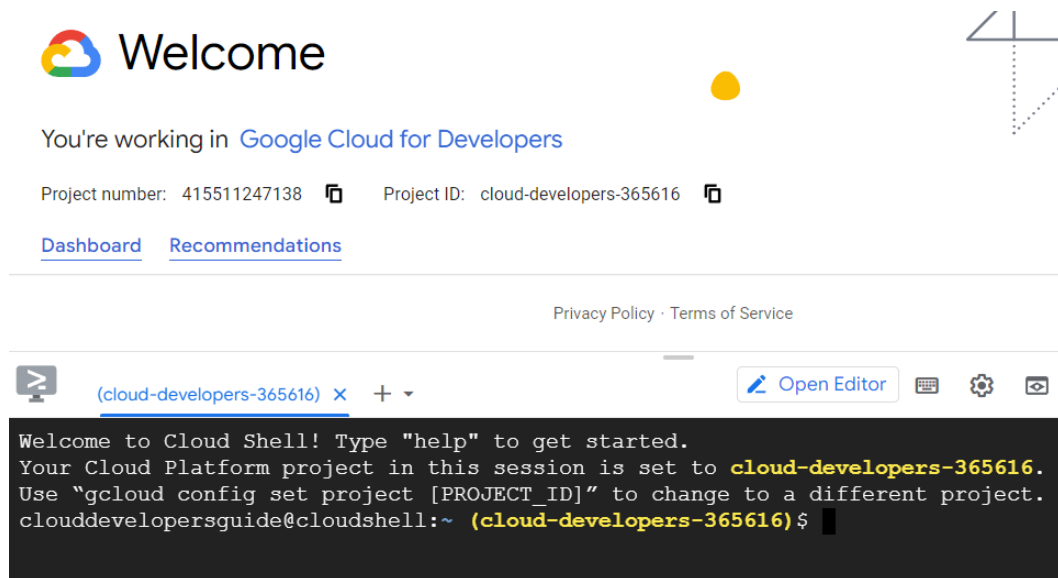 Welcome
You're working in Google Cloud for Developers
Project number: 415511247138 Project ID: cloud-developers-365616
Dashboard Recommendations
Privacy Policy · Terms of Service
(cloud-developers-365616) Open Editor
Welcome to Cloud Shell! Type "help" to get started.
Your Cloud Platform project in this session is set to cloud-developers-365616.
Use “gcloud config set project [PROJECT_ID]” to change to a different project.
clouddevelopersguide@cloudshell:~ (cloud-developers-365616)$